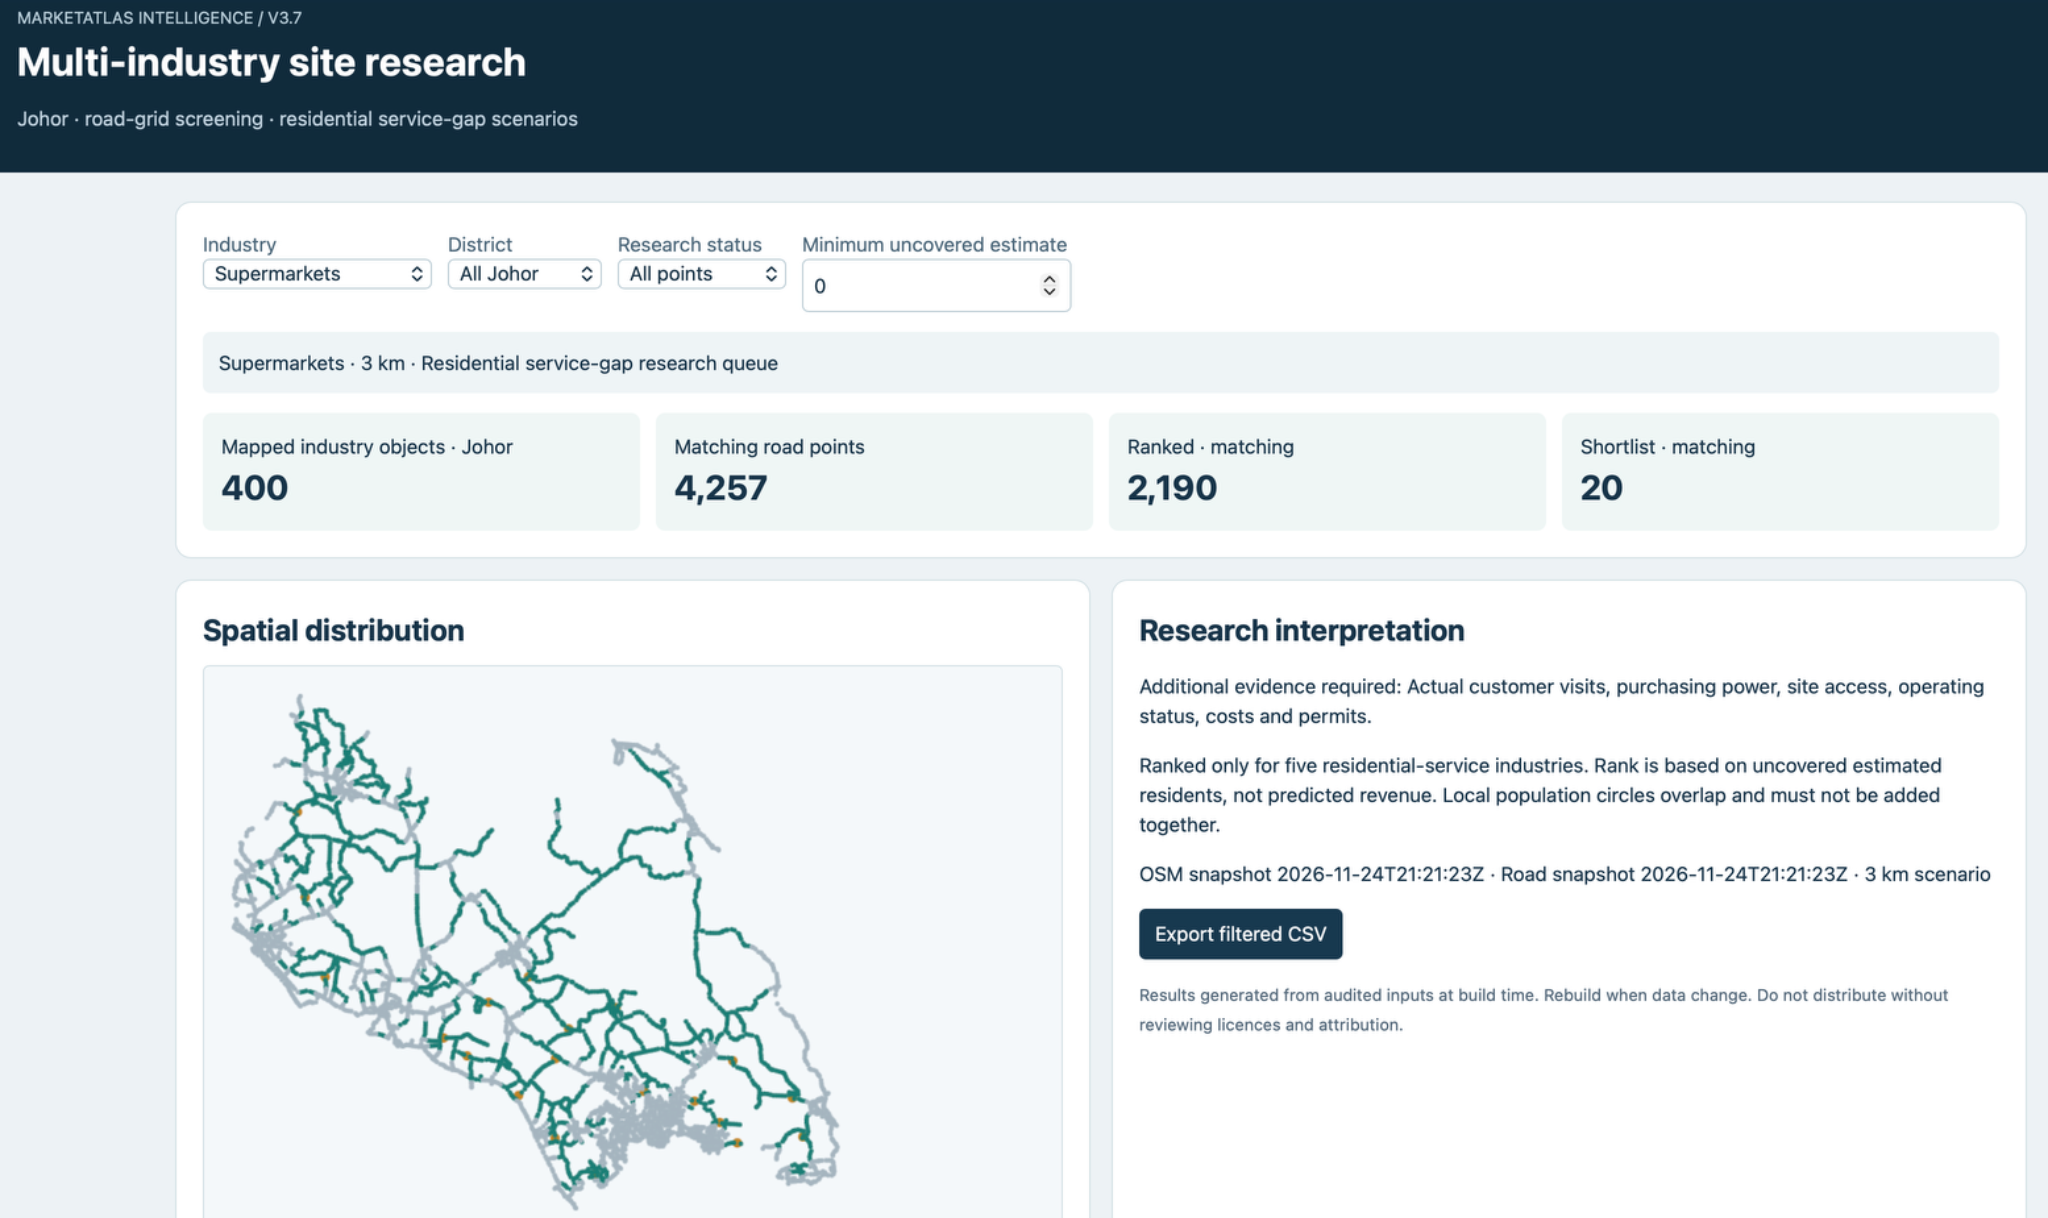 MARKETATLAS INTELLIGENCE / V3.7
Multi-industry site research
Johor · road-grid screening · residential service-gap scenarios
Industry
District
Research status
Minimum uncovered estimate
Supermarkets
All Johor
All points
0
Supermarkets · 3 km · Residential service-gap research queue
Mapped industry objects · Johor
400
Matching road points
4,257
Ranked · matching
2,190
Shortlist · matching
20
Spatial distribution
Research interpretation
Additional evidence required: Actual customer visits, purchasing power, site access, operating
status, costs and permits.
Ranked only for five residential-service industries. Rank is based on uncovered estimated
residents, not predicted revenue. Local population circles overlap and must not be added
together.
OSM snapshot 2026-11-24T21:21:23Z · Road snapshot 2026-11-24T21:21:23Z · 3 km scenario
Export filtered CSV
Results generated from audited inputs at build time. Rebuild when data change. Do not distribute without
reviewing licences and attribution.